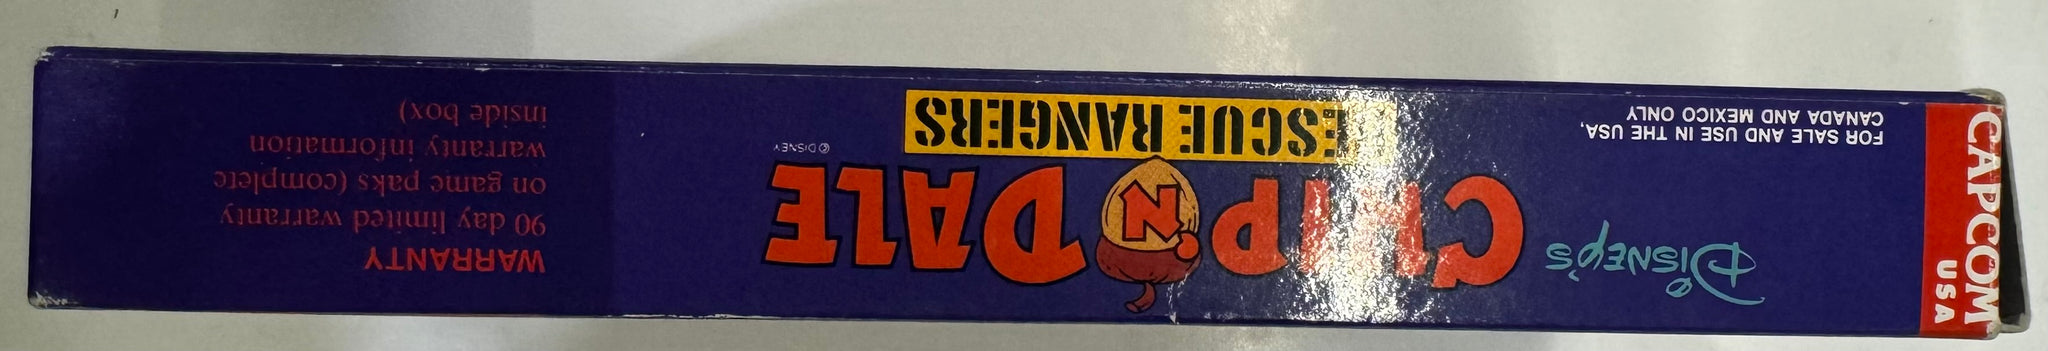 CAPCOM
USA
DISNEY'S
CHIP N DALE
RESCUE RANGERS
© DISNEY
FOR SALE AND USE IN THE USA,
CANADA AND MEXICO ONLY
WARRANTY
90 day limited warranty
on game paks (complete
warranty information
inside box)